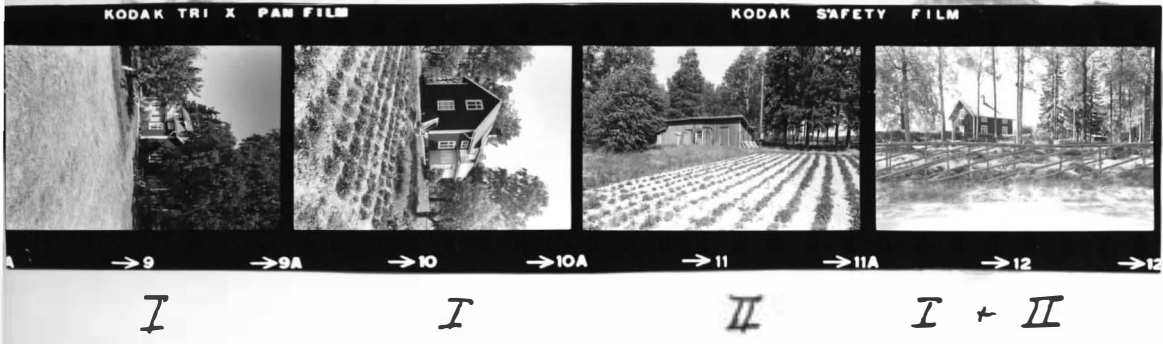 KODAK TRI X PAN FILM KODAK SAFETY FILM
A →9 →9A →10 →10A →11 →11A →12 →12
I I II I + II